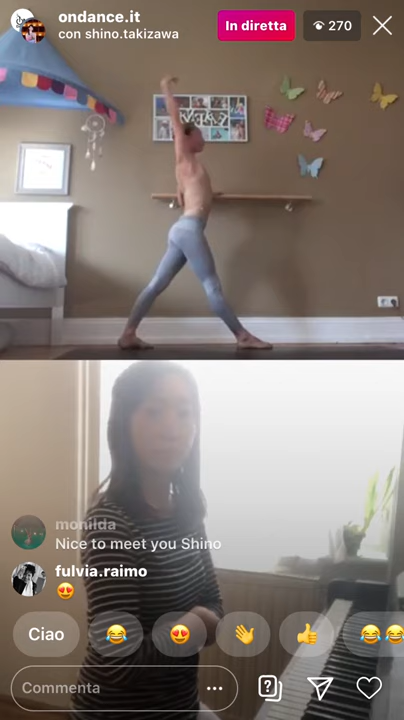 ondance.it
con shino.takizawa
In diretta
270
monilda
Nice to meet you Shino
fulvia.raimo
😍
Ciao 😂 😍 👋 👍 😂😂
Commenta